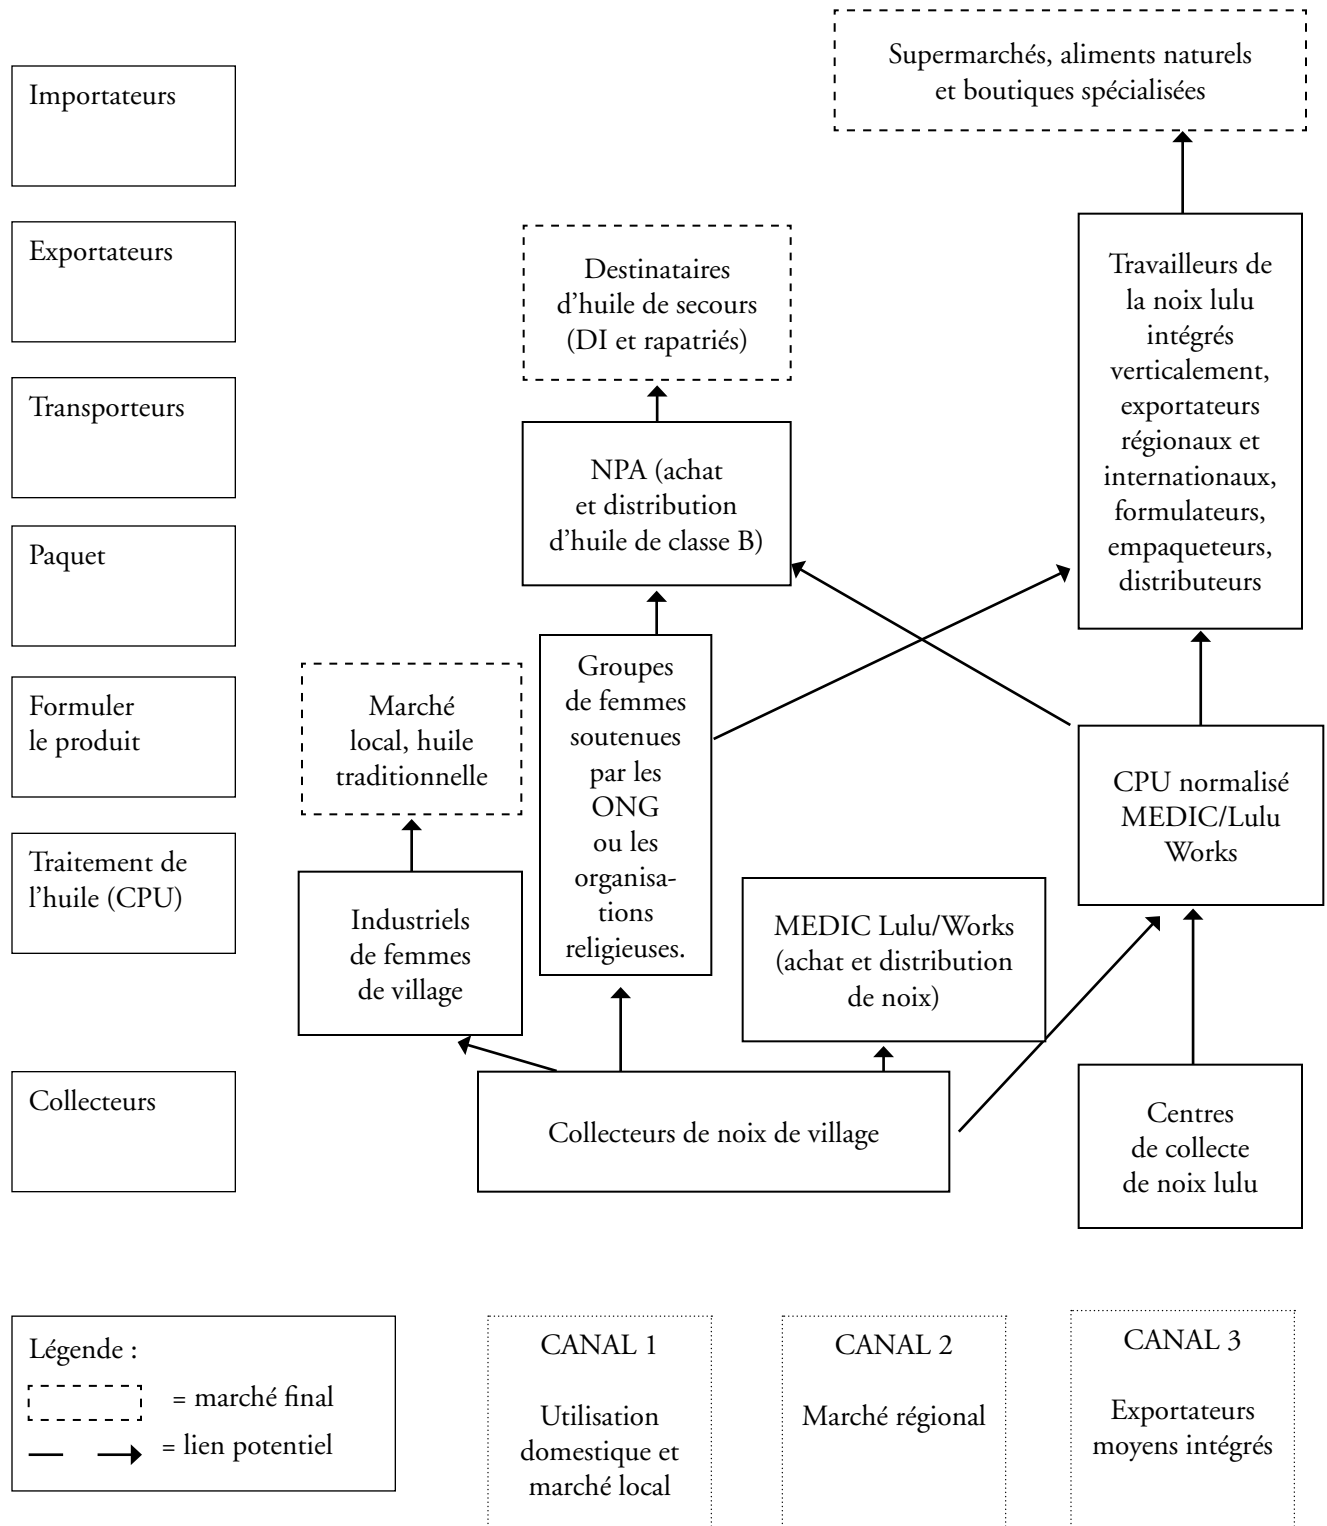 Supermarchés, aliments naturels
et boutiques spécialisées
Importateurs
Exportateurs
Transporteurs
Paquet
Formuler
le produit
Traitement de
l'huile (CPU)
Collecteurs
Destinataires
d'huile de secours
(DI et rapatriés)
NPA (achat
et distribution
d'huile de classe B)
Travailleurs de
la noix lulu
intégrés
verticalement,
exportateurs
régionaux et
internationaux,
formulateurs,
empaqueteurs,
distributeurs
Marché
local, huile
traditionnelle
Groupes
de femmes
soutenues
par les
ONG
ou les
organisa-
tions
religieuses.
CPU normalisé
MEDIC/Lulu
Works
Industriels
de femmes
de village
MEDIC Lulu/Works
(achat et distribution
de noix)
Collecteurs de noix de village
Centres
de collecte
de noix lulu
Légende :
= marché final
= lien potentiel
CANAL 1
Utilisation
domestique et
marché local
CANAL 2
Marché régional
CANAL 3
Exportateurs
moyens intégrés